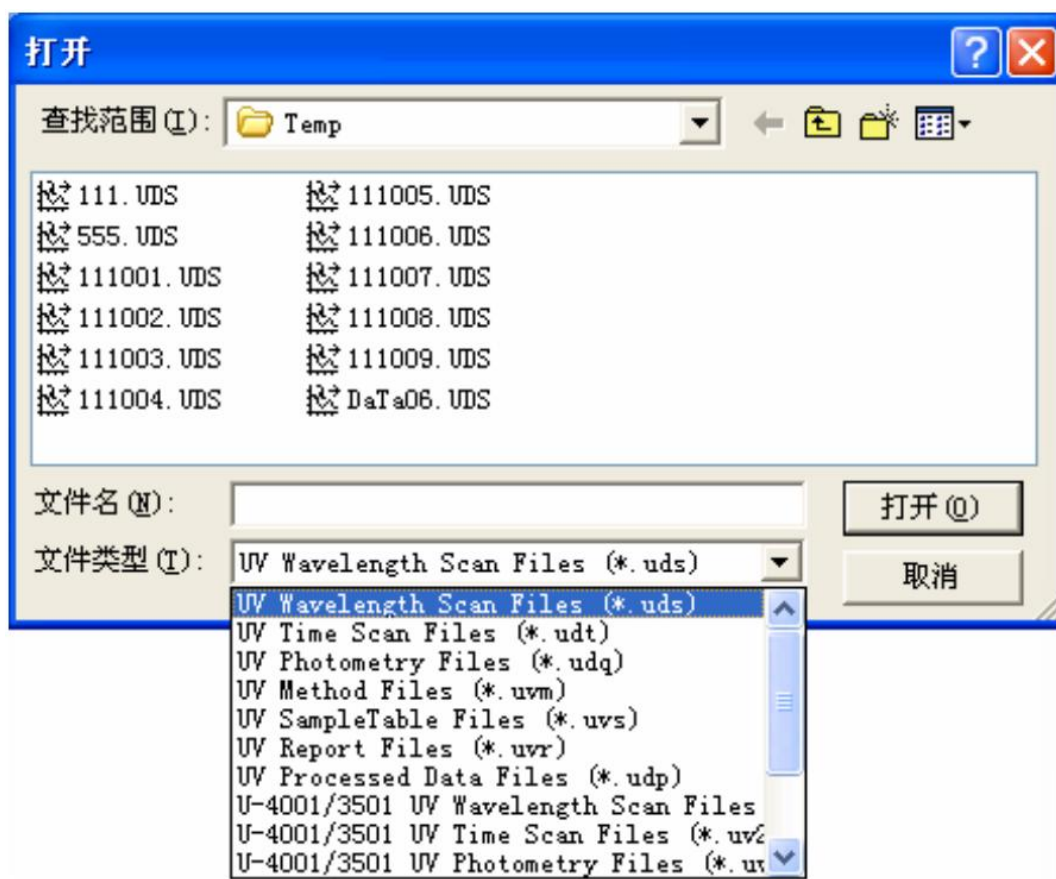 打开
查找范围(I): Temp
111.UDS
555.UDS
111001.UDS
111002.UDS
111003.UDS
111004.UDS
111005.UDS
111006.UDS
111007.UDS
111008.UDS
111009.UDS
DaTa06.UDS
文件名(N): 打开(O)
文件类型(T): UV Wavelength Scan Files (*.uds) 取消
UV Wavelength Scan Files (*.uds)
UV Time Scan Files (*.udt)
UV Photometry Files (*.udq)
UV Method Files (*.uvm)
UV SampleTable Files (*.uvs)
UV Report Files (*.uvr)
UV Processed Data Files (*.udp)
U-4001/3501 UV Wavelength Scan Files
U-4001/3501 UV Time Scan Files (*.uv2
U-4001/3501 UV Photometry Files (*.uv